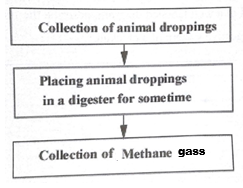 Collection of animal droppings
Placing animal droppings
in a digester for sometime
Collection of Methane gass